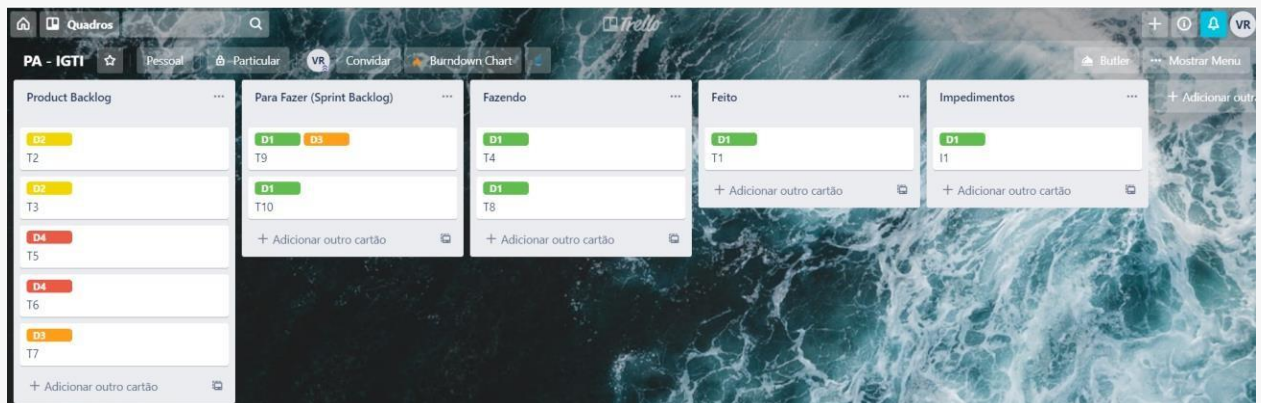 Quadros
Trello
VR
PA - IGTI
Pessoal
Particular
VR
Convidar
Burndown Chart
Butler
... Mostrar Menu
Product Backlog
D2
T2
D2
T3
D4
T5
D4
T6
D3
T7
+ Adicionar outro cartão
Para Fazer (Sprint Backlog)
D1 D3
T9
D1
T10
+ Adicionar outro cartão
Fazendo
D1
T4
D1
T8
+ Adicionar outro cartão
Feito
D1
T1
+ Adicionar outro cartão
Impedimentos
D1
I1
+ Adicionar outro cartão
+ Adicionar outr